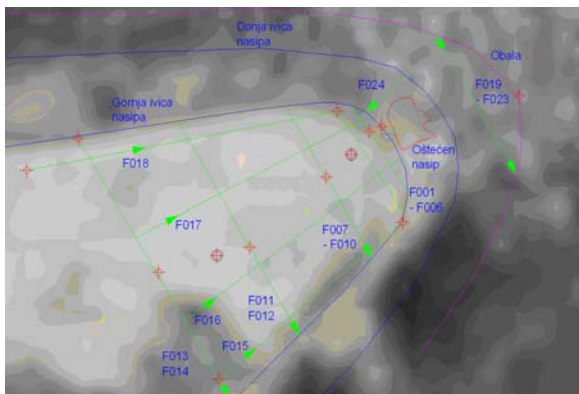 Donja ivica
nasipa
Obala
F024
F019
- F023
Gornja ivica
nasipa
Oštećen
nasip
F018
F001
- F006
F017
F007
- F010
F011
F012
F016
F015
F013
F014